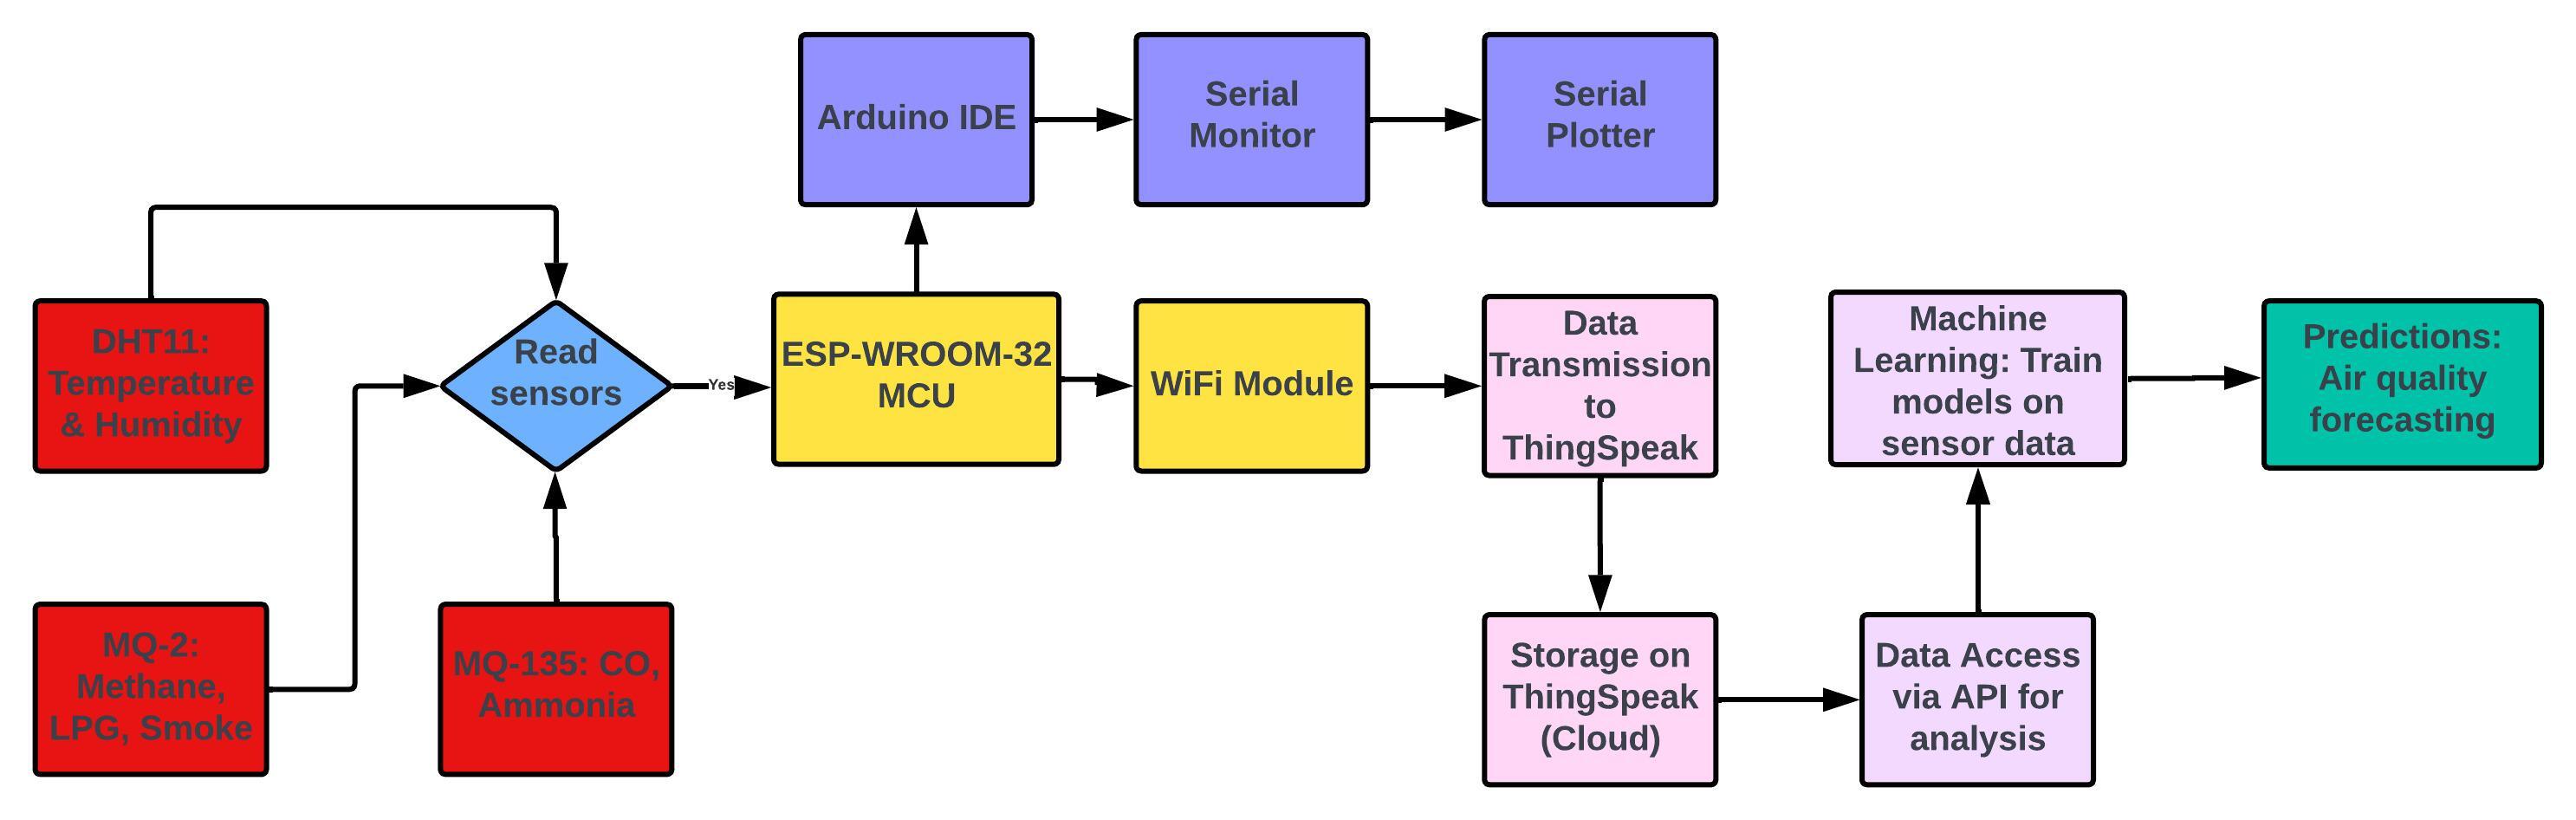 Arduino IDE
Serial
Monitor
Serial
Plotter
DHT11:
Temperature
& Humidity
Read
sensors
Yes
ESP-WROOM-32
MCU
WiFi Module
Data
Transmission
to
ThingSpeak
Machine
Learning: Train
models on
sensor data
Predictions:
Air quality
forecasting
MQ-2:
Methane,
LPG, Smoke
MQ-135: CO,
Ammonia
Storage on
ThingSpeak
(Cloud)
Data Access
via API for
analysis